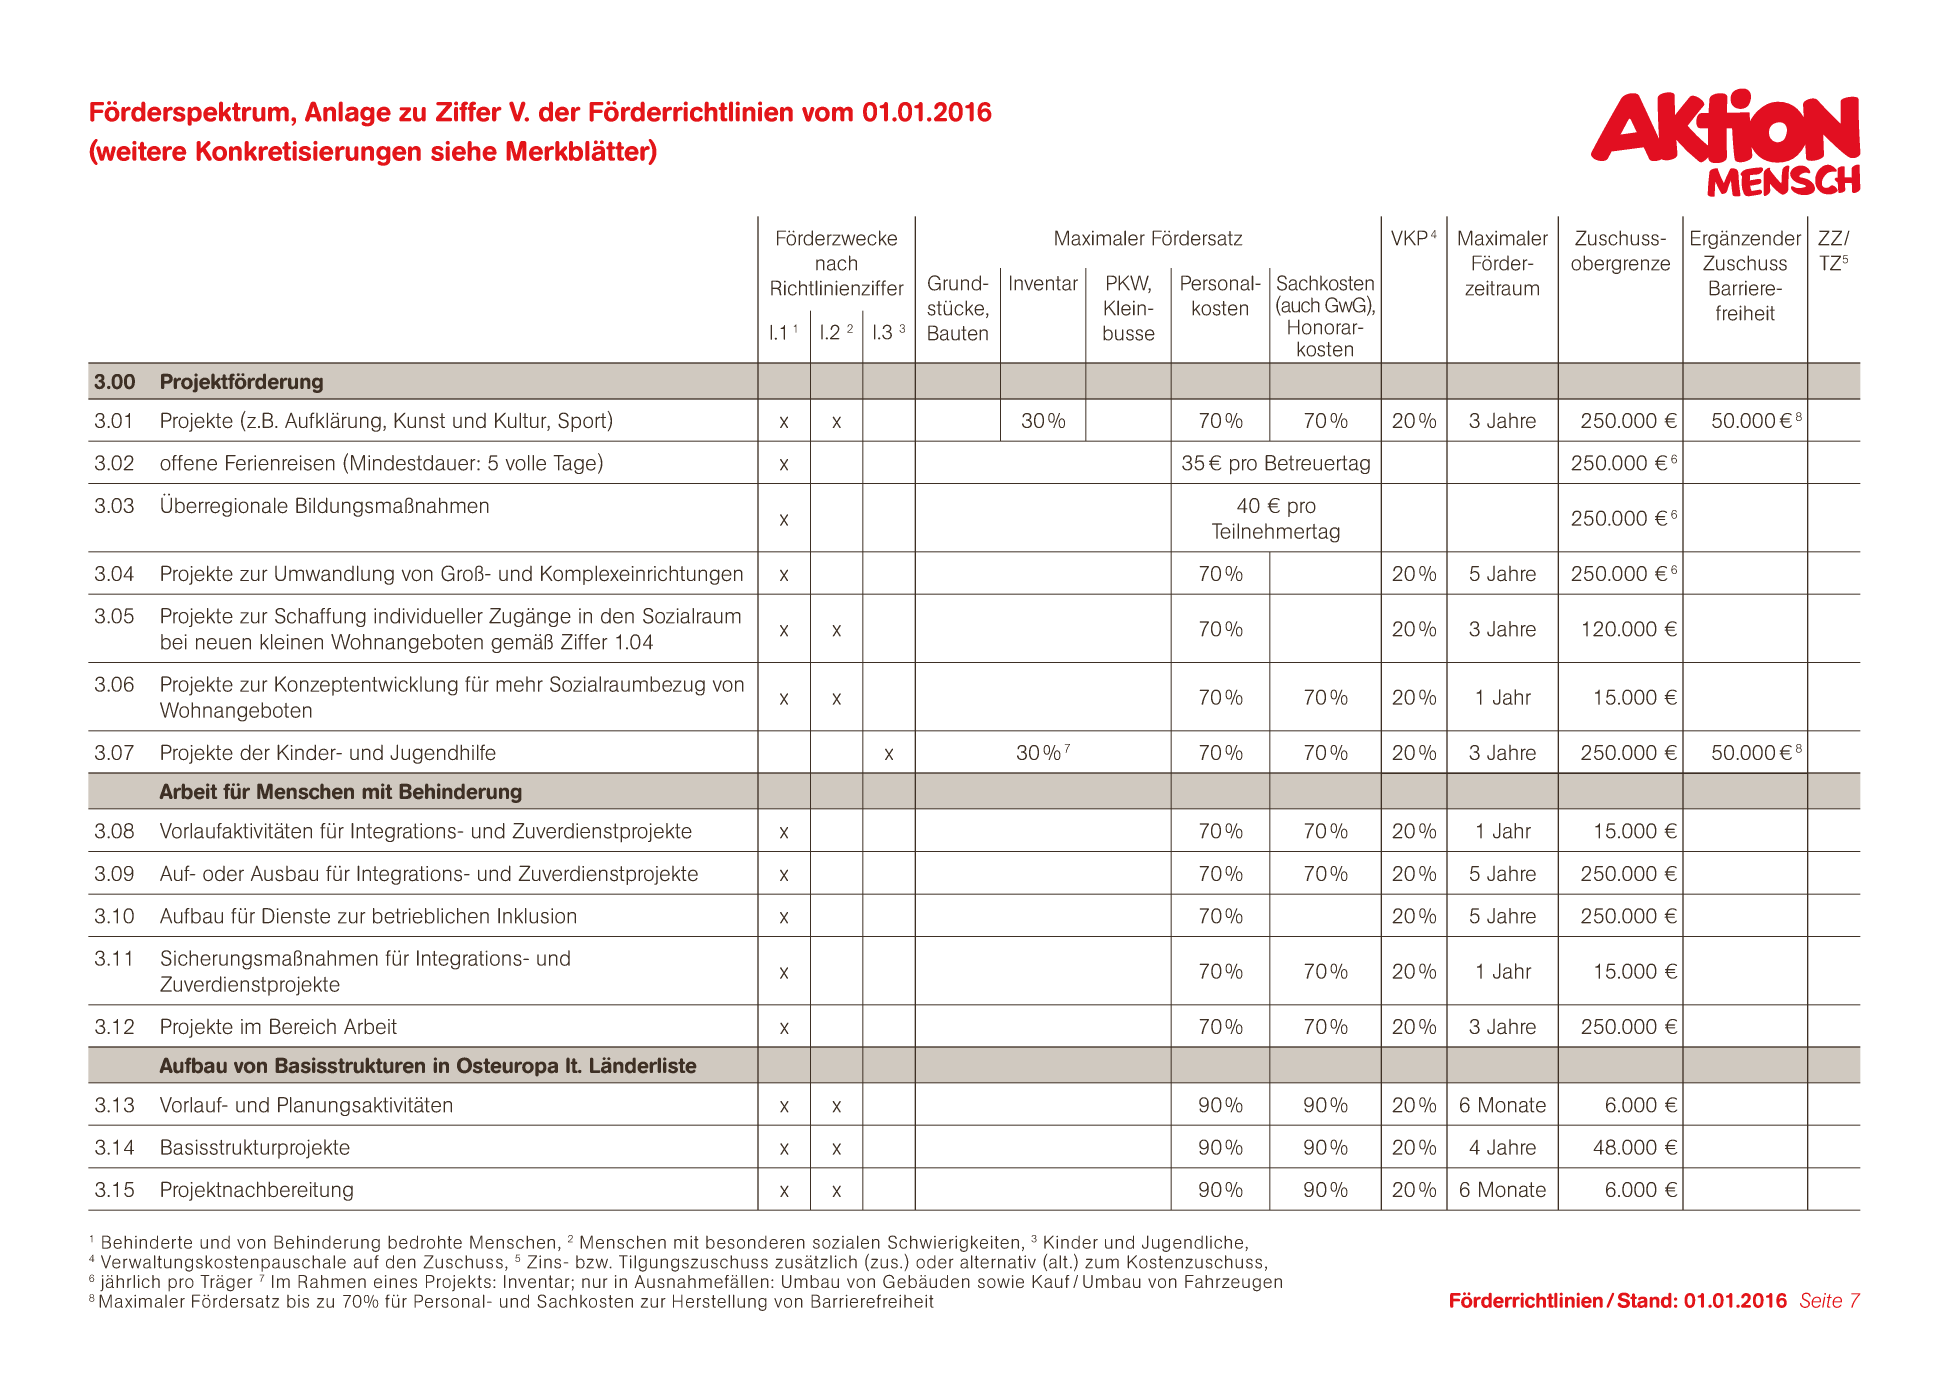 Förderspektrum, Anlage zu Ziffer V. der Förderrichtlinien vom 01.01.2016
(weitere Konkretisierungen siehe Merkblätter)
AKTION
MENSCH
Förderzwecke
nach
Richtlinienziffer
I.1 ¹ I.2 ² I.3 ³
Maximaler Fördersatz
Grund-
stücke,
Bauten
Inventar
PKW,
Klein-
busse
Personal-
kosten
Sachkosten
(auch GwG),
Honorar-
kosten
VKP ⁴
Maximaler
Förder-
zeitraum
Zuschuss-
obergrenze
Ergänzender
Zuschuss
Barriere-
freiheit
ZZ/
TZ⁵
3.00 Projektförderung
3.01 Projekte (z.B. Aufklärung, Kunst und Kultur, Sport) x x 30% 70% 70% 20% 3 Jahre 250.000 € 50.000€ ⁸
3.02 offene Ferienreisen (Mindestdauer: 5 volle Tage) x 35€ pro Betreuertag 250.000 € ⁶
3.03 Überregionale Bildungsmaßnahmen x 40 € pro 250.000 € ⁶
Teilnehmertag
3.04 Projekte zur Umwandlung von Groß- und Komplexeinrichtungen x 70% 20% 5 Jahre 250.000 € ⁶
3.05 Projekte zur Schaffung individueller Zugänge in den Sozialraum
bei neuen kleinen Wohnangeboten gemäß Ziffer 1.04 x x 70% 20% 3 Jahre 120.000 €
3.06 Projekte zur Konzeptentwicklung für mehr Sozialraumbezug von
Wohnangeboten x x 70% 70% 20% 1 Jahr 15.000 €
3.07 Projekte der Kinder- und Jugendhilfe x 30% ⁷ 70% 70% 20% 3 Jahre 250.000 € 50.000€ ⁸
Arbeit für Menschen mit Behinderung
3.08 Vorlaufaktivitäten für Integrations- und Zuverdienstprojekte x 70% 70% 20% 1 Jahr 15.000 €
3.09 Auf- oder Ausbau für Integrations- und Zuverdienstprojekte x 70% 70% 20% 5 Jahre 250.000 €
3.10 Aufbau für Dienste zur betrieblichen Inklusion x 70% 20% 5 Jahre 250.000 €
3.11 Sicherungsmaßnahmen für Integrations- und
Zuverdienstprojekte x 70% 70% 20% 1 Jahr 15.000 €
3.12 Projekte im Bereich Arbeit x 70% 70% 20% 3 Jahre 250.000 €
Aufbau von Basisstrukturen in Osteuropa lt. Länderliste
3.13 Vorlauf- und Planungsaktivitäten x x 90% 90% 20% 6 Monate 6.000 €
3.14 Basisstrukturprojekte x x 90% 90% 20% 4 Jahre 48.000 €
3.15 Projektnachbereitung x x 90% 90% 20% 6 Monate 6.000 €
¹ Behinderte und von Behinderung bedrohte Menschen, ² Menschen mit besonderen sozialen Schwierigkeiten, ³ Kinder und Jugendliche,
⁴ Verwaltungskostenpauschale auf den Zuschuss, ⁵ Zins- bzw. Tilgungszuschuss zusätzlich (zus.) oder alternativ (alt.) zum Kostenzuschuss,
⁶ jährlich pro Träger ⁷ Im Rahmen eines Projekts: Inventar; nur in Ausnahmefällen: Umbau von Gebäuden sowie Kauf/Umbau von Fahrzeugen
⁸ Maximaler Fördersatz bis zu 70% für Personal- und Sachkosten zur Herstellung von Barrierefreiheit
Förderrichtlinien/Stand: 01.01.2016 Seite 7